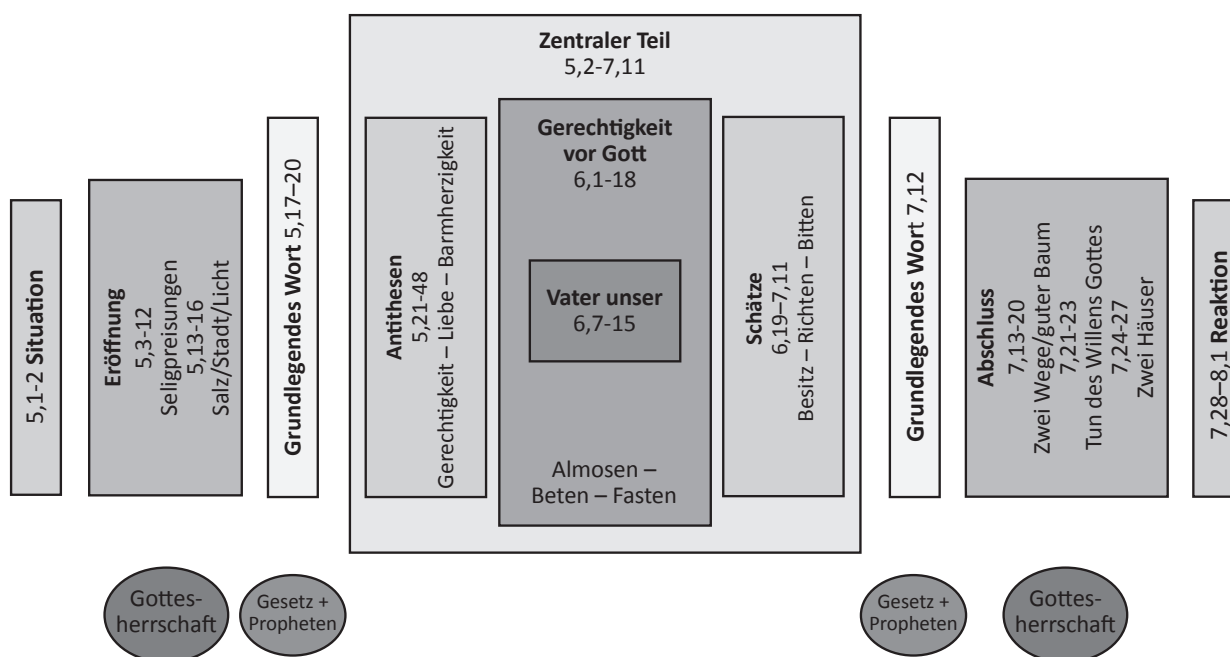 5,1-2 Situation
Eröffnung
5,3-12
Seligpreisungen
5,13-16
Salz/Stadt/Licht
Grundlegendes Wort 5,17–20
Zentraler Teil
5,2-7,11
Antithesen
5,21-48
Gerechtigkeit – Liebe – Barmherzigkeit
Gerechtigkeit
vor Gott
6,1-18
Vater unser
6,7-15
Almosen –
Beten – Fasten
Schätze
6,19–7,11
Besitz – Richten – Bitten
Grundlegendes Wort 7,12
Abschluss
7,13-20
Zwei Wege/guter Baum
7,21-23
Tun des Willens Gottes
7,24-27
Zwei Häuser
7,28–8,1 Reaktion
Gottes-
herrschaft
Gesetz +
Propheten
Gesetz +
Propheten
Gottes-
herrschaft